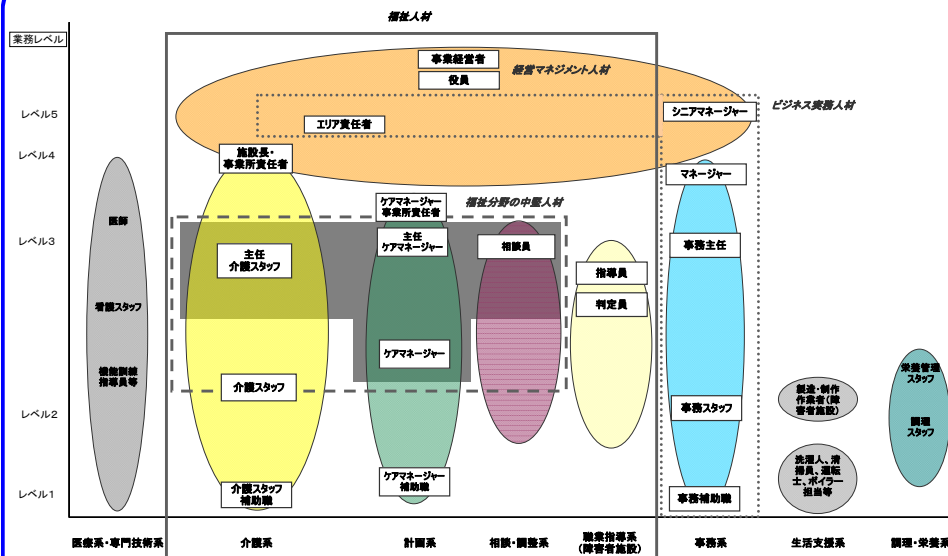 福祉人材
業務レベル
事業経営者
経営マネジメント人材
役員
ビジネス実務人材
レベル5
シニアマネージャー
エリア責任者
レベル4
施設長・
事業所責任者
マネージャー
ケアマネージャー
事業所責任者
福祉分野の中堅人材
医師
レベル3
主任
ケアマネージャー
相談員
事務主任
主任
介護スタッフ
指導員
看護スタッフ
判定員
ケアマネージャー
機能訓練
指導員等
栄養管理
スタッフ
介護スタッフ
製造・制作
作業者(障
害者施設)
レベル2
事務スタッフ
調理
スタッフ
洗濯人、清
掃員、運転
士、ボイラー
担当等
ケアマネージャー
補助職
レベル1
介護スタッフ
補助職
事務補助職
医療系・専門技術系
介護系
計画系
相談・調整系
職業指導系
(障害者施設)
事務系
生活支援系
調理・栄養系